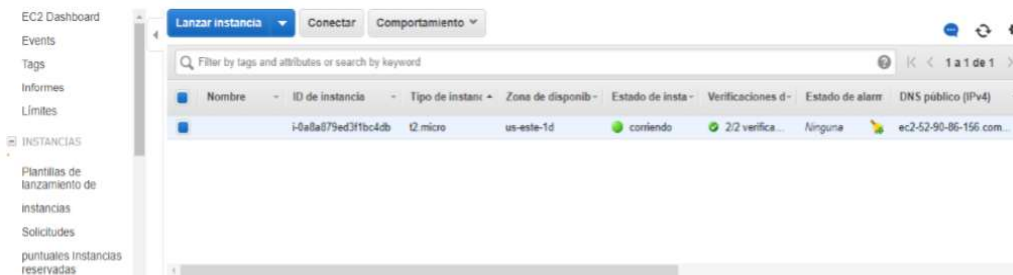 EC2 Dashboard
Events
Tags
Informes
Límites
INSTANCIAS
Plantillas de
lanzamiento de
instancias
Solicitudes
puntuales Instancias
reservadas
Lanzar instancia Conectar Comportamiento
Filter by tags and attributes or search by keyword 1 a 1 de 1
Nombre ID de instancia Tipo de instanc Zona de disponib Estado de insta Verificaciones d Estado de alarm DNS público (IPv4)
i-0a8a879ed3f1bc4db t2.micro us-este-1d corriendo 2/2 verifica... Ninguna ec2-52-90-86-156.com...